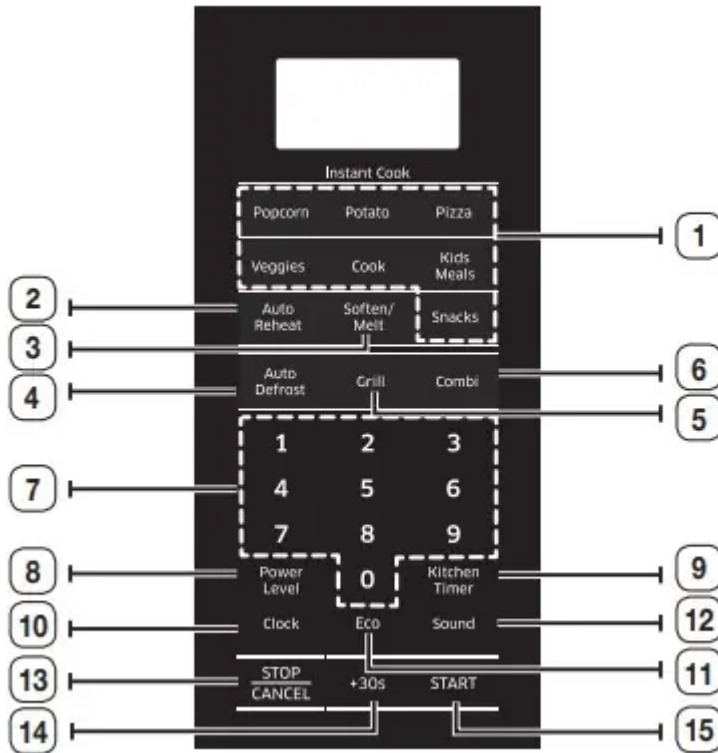 Instant Cook
Popcorn Potato Pizza
1
Veggies Cook Kids Meals
2
Auto Reheat Soften/ Melt Snacks
3
6
Auto Defrost Grill Combi
4
5
1 2 3
7
4 5 6
7 8 9
8
Power Level 0 Kitchen Timer
9
10
Clock Eco Sound
12
11
13
STOP
CANCEL
+30s START
14
15